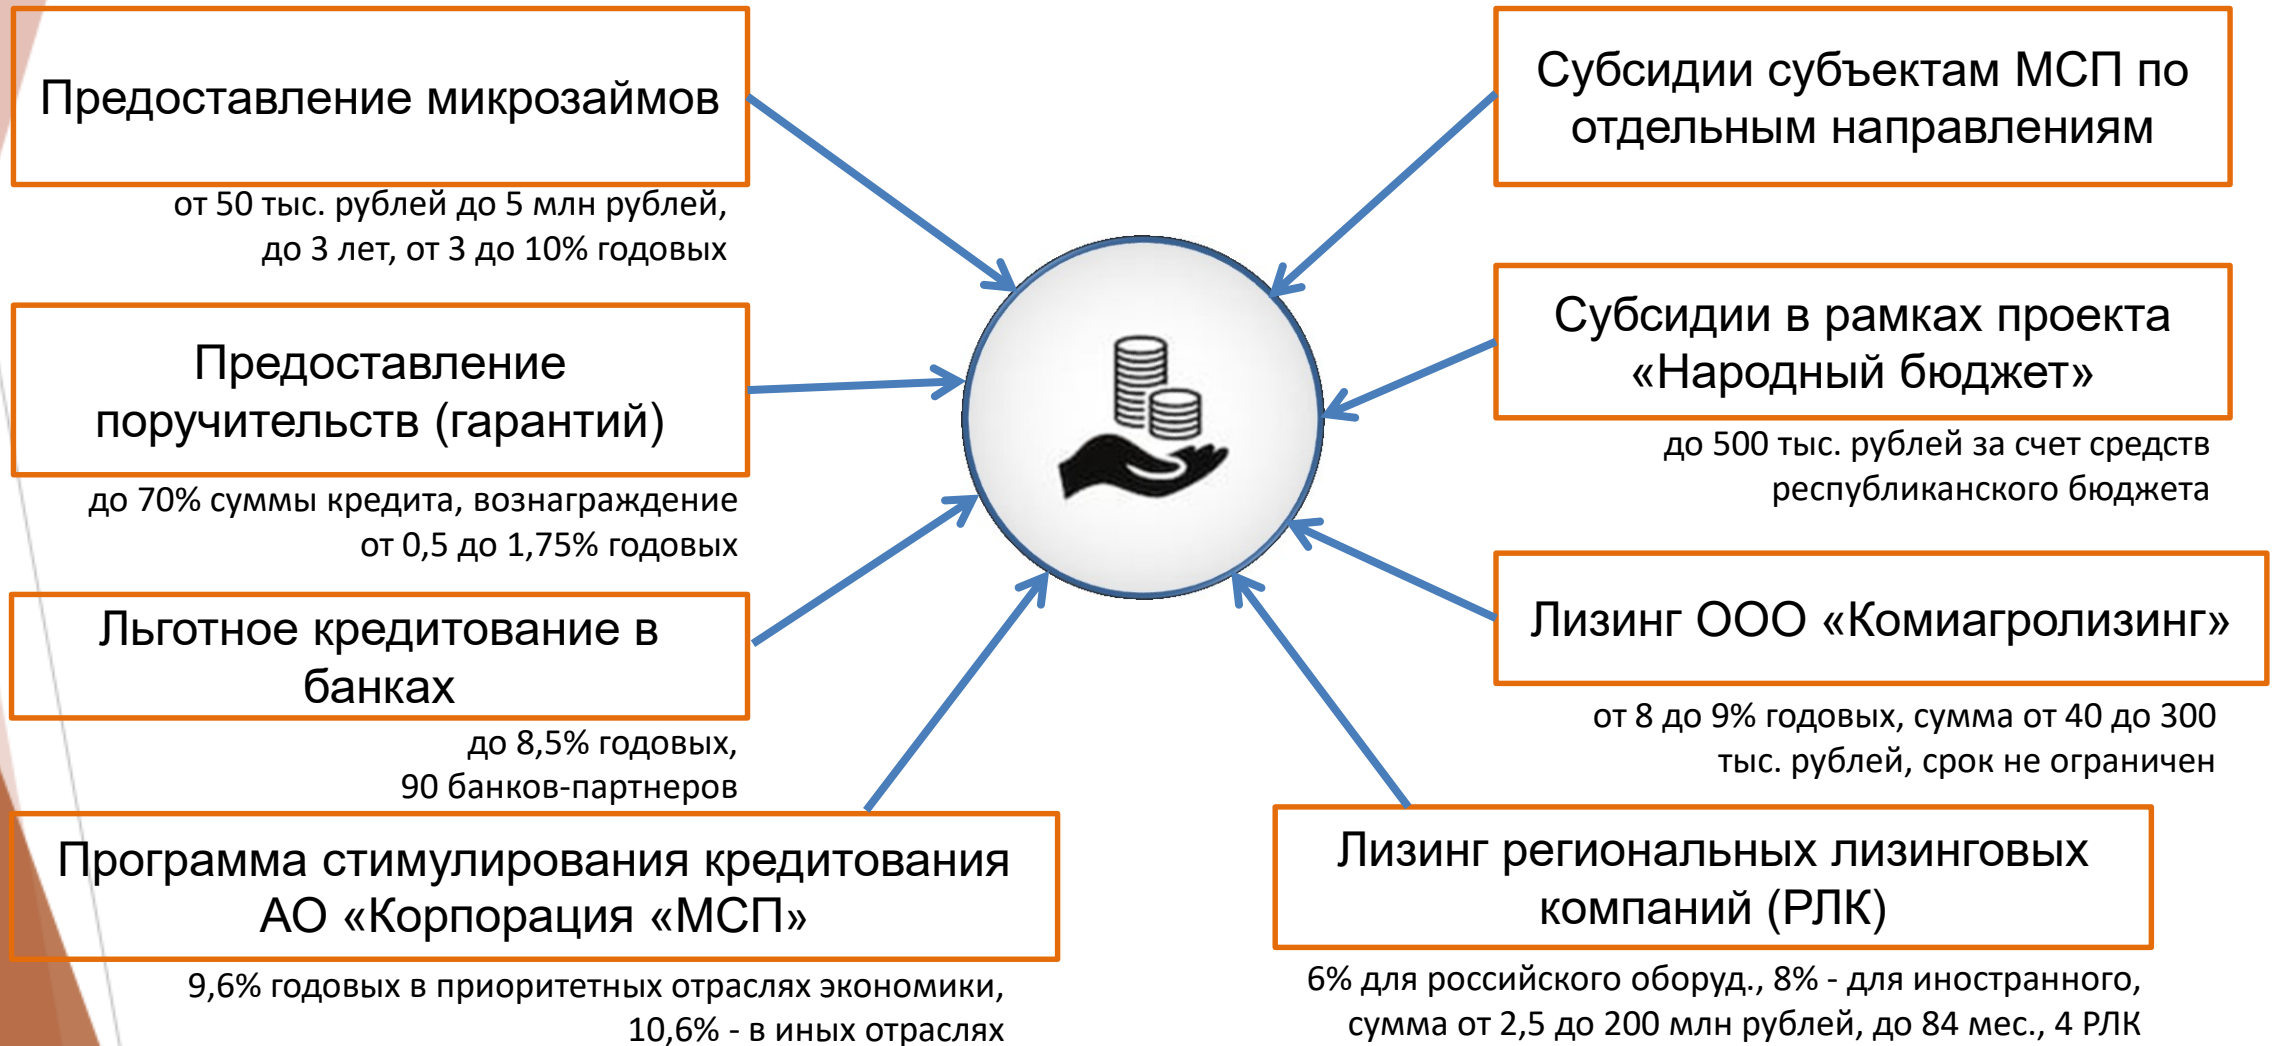 Предоставление микрозаймов
от 50 тыс. рублей до 5 млн рублей,
до 3 лет, от 3 до 10% годовых
Предоставление
поручительств (гарантий)
до 70% суммы кредита, вознаграждение
от 0,5 до 1,75% годовых
Льготное кредитование в
банках
до 8,5% годовых,
90 банков-партнеров
Программа стимулирования кредитования
АО «Корпорация «МСП»
9,6% годовых в приоритетных отраслях экономики,
10,6% - в иных отраслях
Субсидии субъектам МСП по
отдельным направлениям
Субсидии в рамках проекта
«Народный бюджет»
до 500 тыс. рублей за счет средств
республиканского бюджета
Лизинг ООО «Комиагролизинг»
от 8 до 9% годовых, сумма от 40 до 300
тыс. рублей, срок не ограничен
Лизинг региональных лизинговых
компаний (РЛК)
6% для российского оборуд., 8% - для иностранного,
сумма от 2,5 до 200 млн рублей, до 84 мес., 4 РЛК